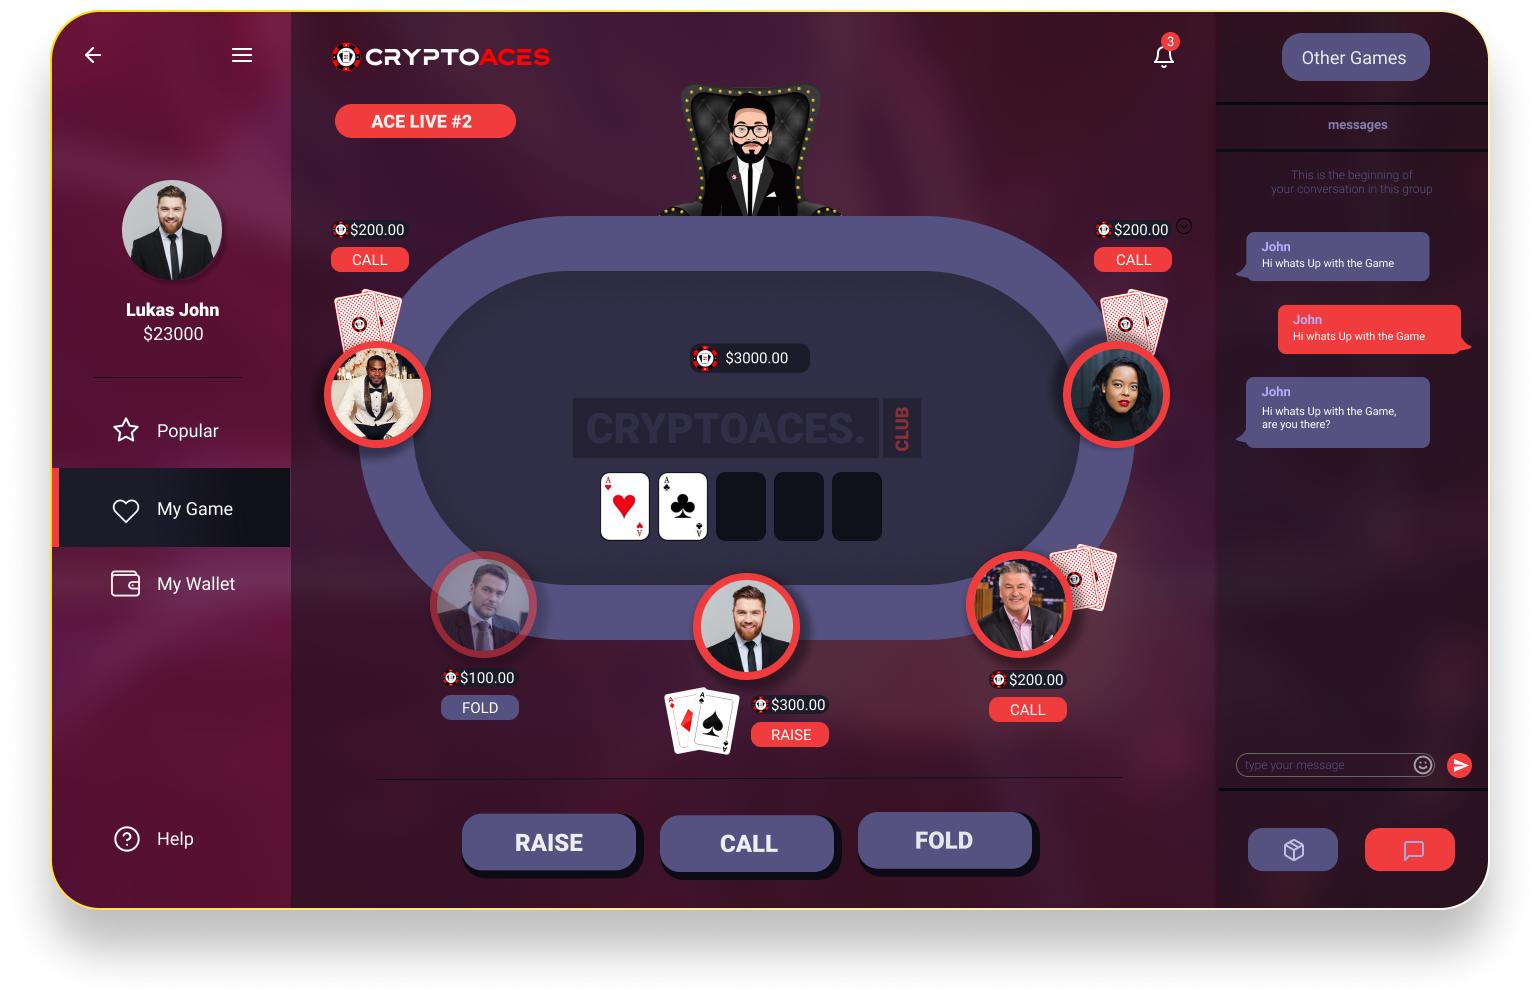 CRYPTOACES
3
Other Games
ACE LIVE #2
messages
This is the beginning of
your conversation in this group
Lukas John
$23000
Popular
My Game
My Wallet
Help
$200.00
CALL
$200.00
CALL
$3000.00
CRYPTOACES.
CLUB
A
A
A
A
$100.00
FOLD
A
A
A
$300.00
RAISE
$200.00
CALL
RAISE
CALL
FOLD
John
Hi whats Up with the Game
John
Hi whats Up with the Game
John
Hi whats Up with the Game,
are you there?
type your message